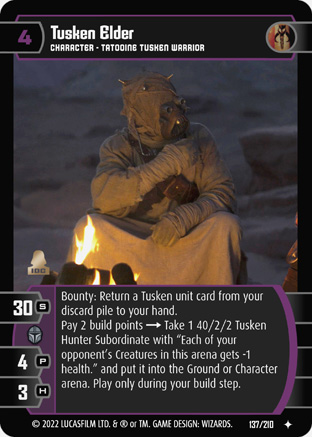 4
Tusken Elder
CHARACTER - TATOOINE TUSKEN WARRIOR
30 S
4 P
3 H
Bounty: Return a Tusken unit card from your
discard pile to your hand.
Pay 2 build points → Take 1 40/2/2 Tusken
Hunter Subordinate with “Each of your
opponent’s Creatures in this arena gets -1
health.” and put it into the Ground or Character
arena. Play only during your build step.
© 2022 LUCASFILM LTD. & ® or TM. GAME DESIGN: WIZARDS.
137/210